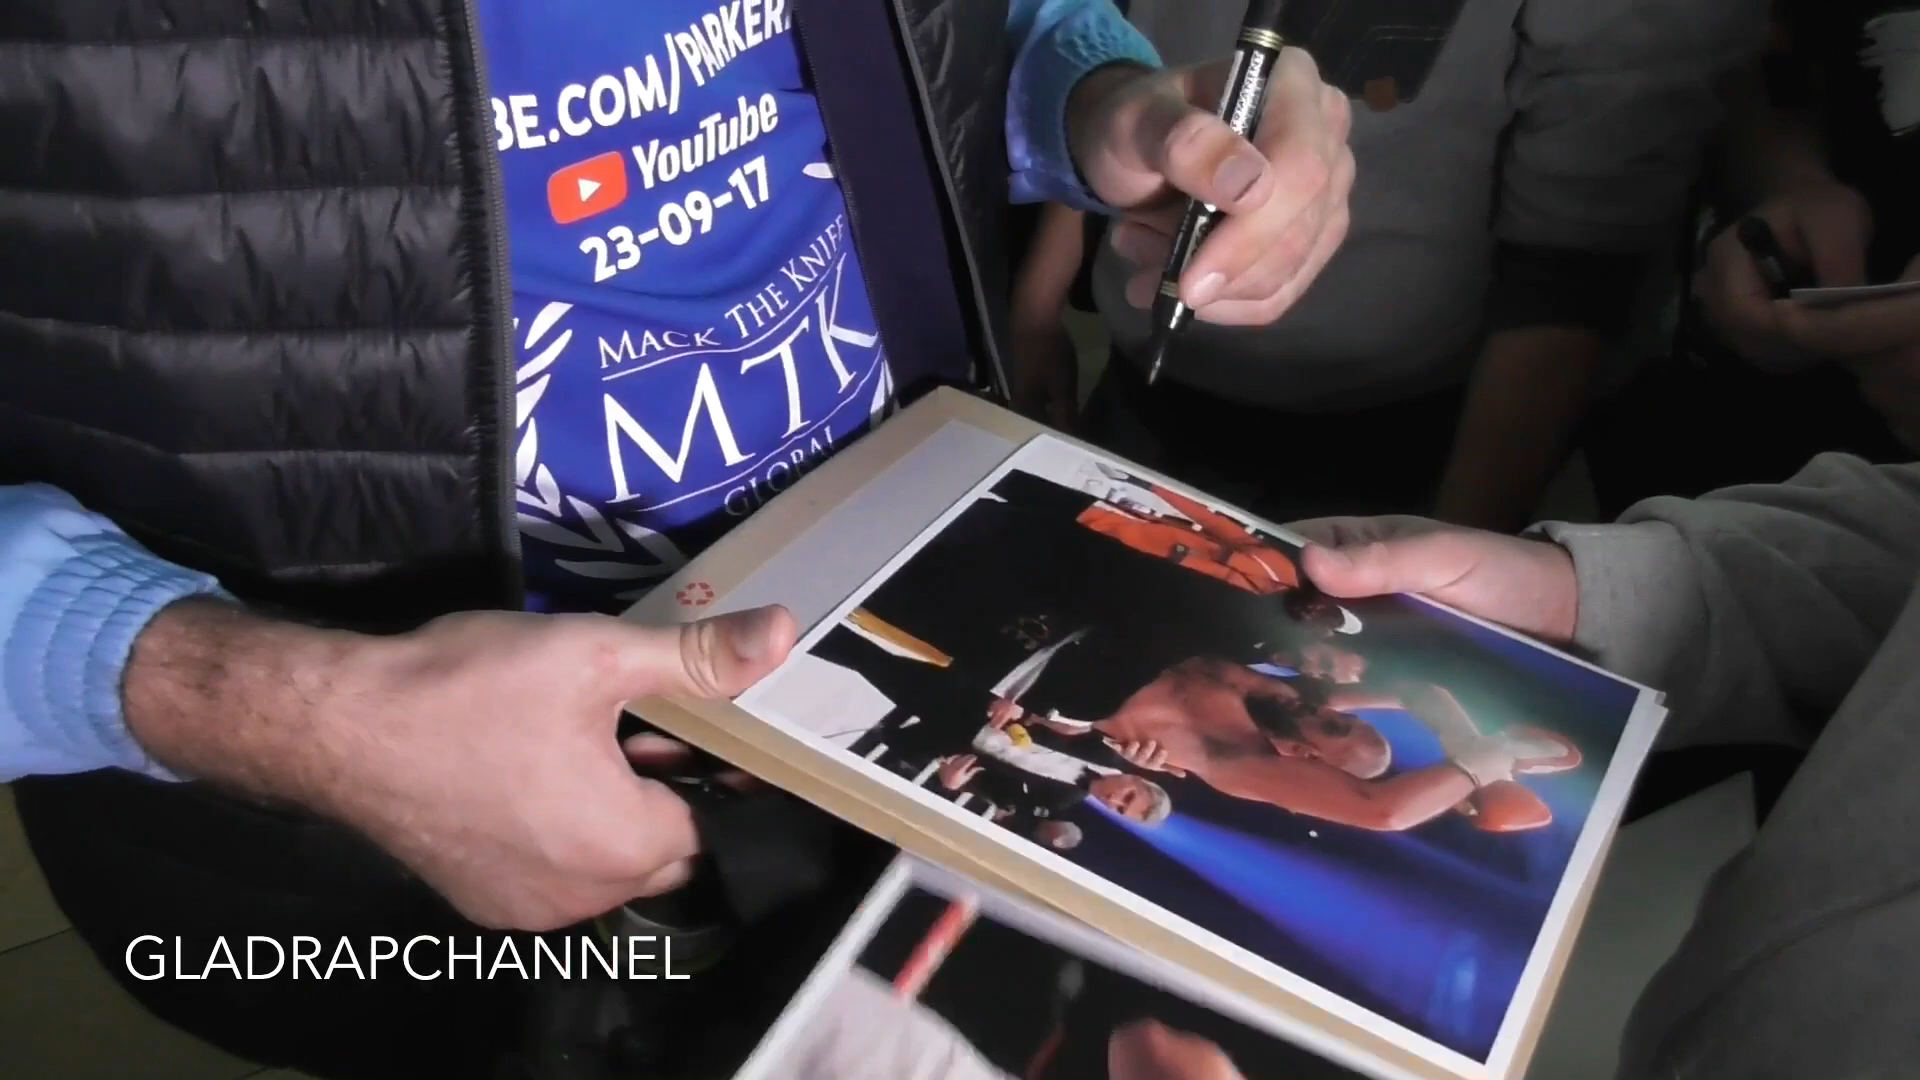 BE.COM/PARKER
YouTube
23-09-17
MACK THE KNIFE
MTK
GLOBAL
GLADRAPCHANNEL